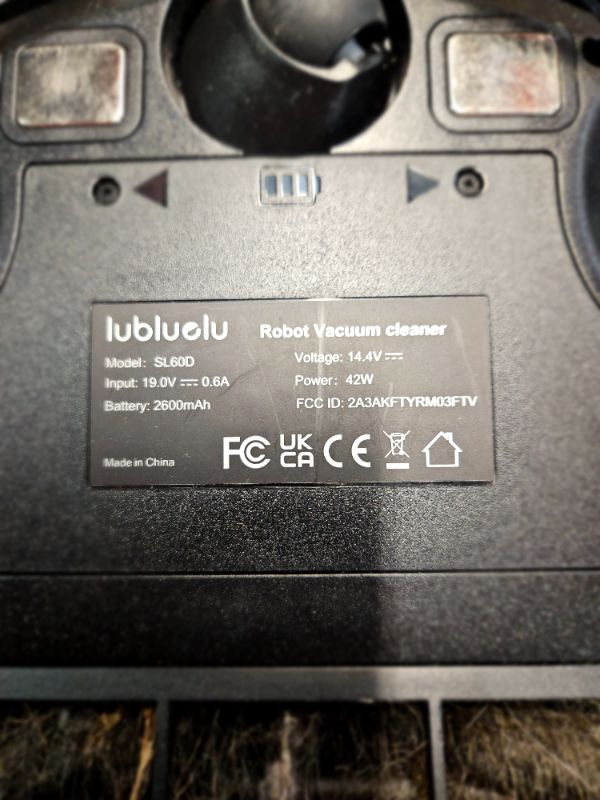 lubluelu Robot Vacuum cleaner
Model: SL60D Voltage: 14.4V ⎓
Input: 19.0V ⎓ 0.6A Power: 42W
Battery: 2600mAh FCC ID: 2A3AKFTYRM03FTV
Made in China FC UK CA CE